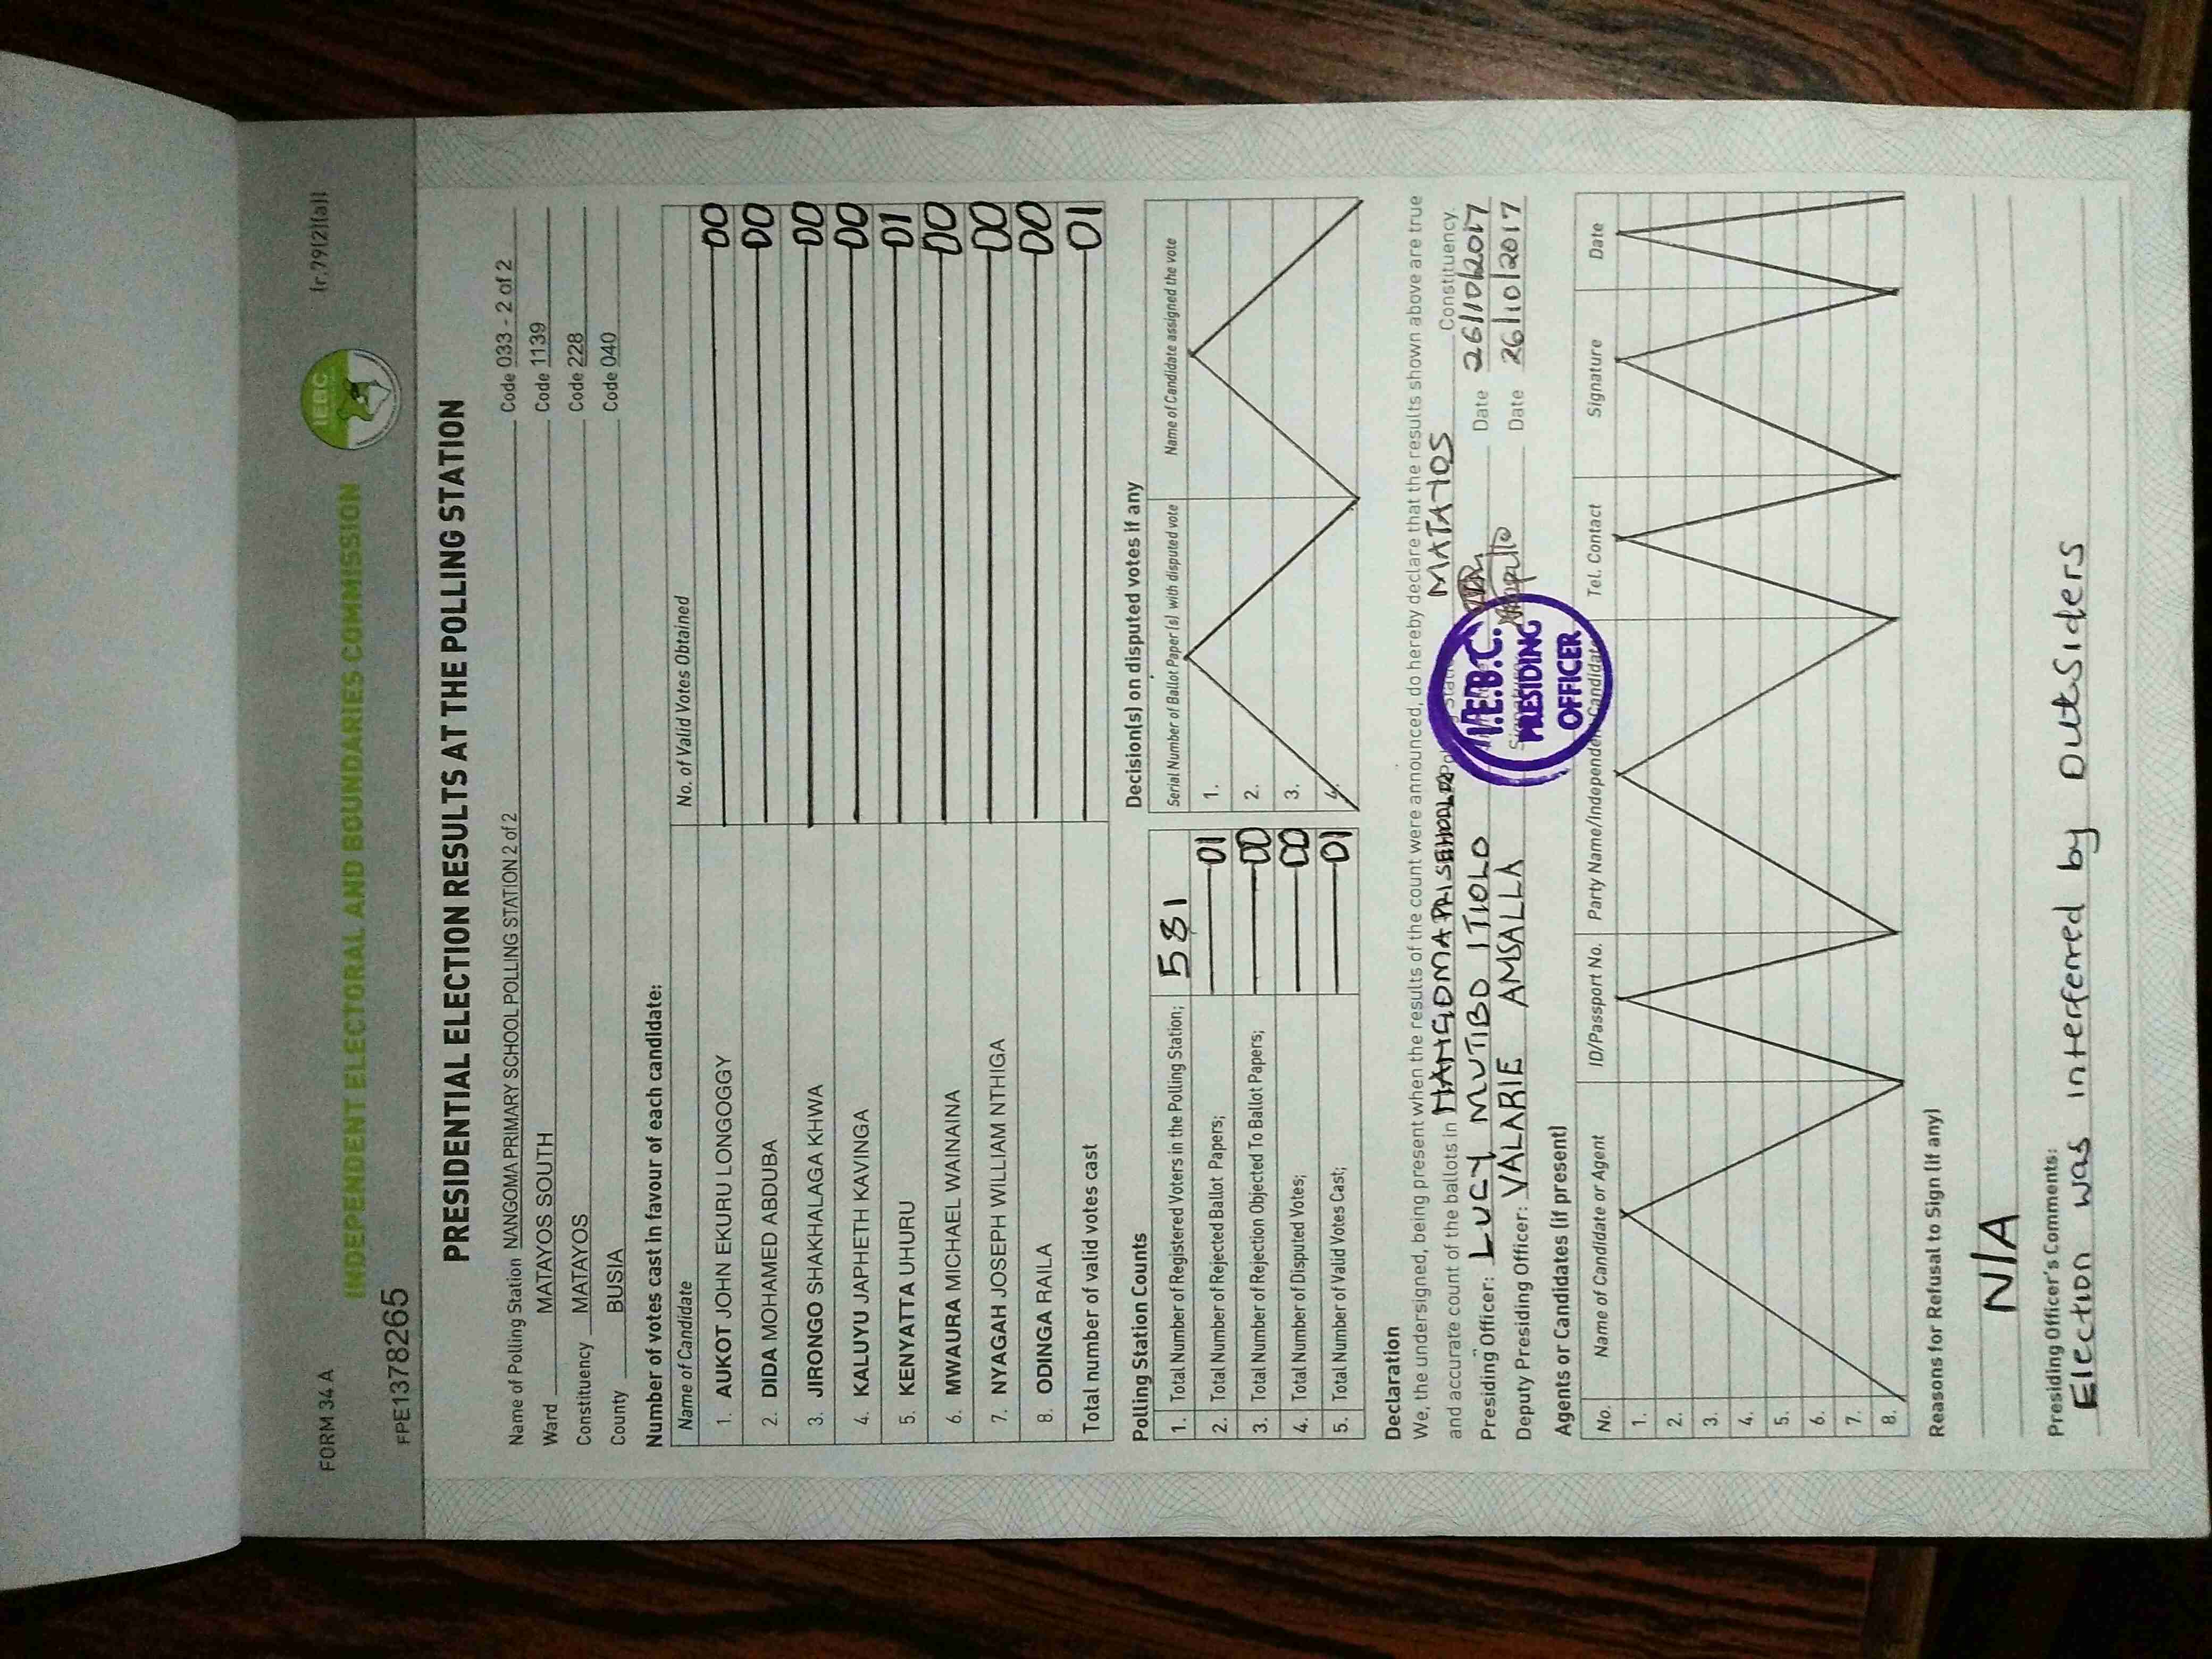 FORM 34 A
(r.79(2)(a))
INDEPENDENT ELECTORAL AND BOUNDARIES COMMISSION
IEBC
FPE1378265
PRESIDENTIAL ELECTION RESULTS AT THE POLLING STATION
Name of Polling Station NANGOMA PRIMARY SCHOOL POLLING STATION 2 of 2 Code 033 - 2 of 2
Ward MATAYOS SOUTH Code 1139
Constituency MATAYOS Code 228
County BUSIA Code 040
Number of votes cast in favour of each candidate:
Name of Candidate No. of Valid Votes Obtained
1. AUKOT JOHN EKURU LONGOGGY 00
2. DIDA MOHAMED ABDUBA 00
3. JIRONGO SHAKHALAGA KHWA 00
4. KALUYU JAPHETH KAVINGA 00
5. KENYATTA UHURU 01
6. MWAURA MICHAEL WAINAINA 00
7. NYAGAH JOSEPH WILLIAM NTHIGA 00
8. ODINGA RAILA 00
Total number of valid votes cast 01
Polling Station Counts
1. Total Number of Registered Voters in the Polling Station; 581
2. Total Number of Rejected Ballot Papers; 01
3. Total Number of Rejection Objected To Ballot Papers; 00
4. Total Number of Disputed Votes; 00
5. Total Number of Valid Votes Cast; 01
Decision(s) on disputed votes if any
Serial Number of Ballot Paper (s) with disputed vote Name of Candidate assigned the vote
1.
2.
3.
4.
Declaration
We, the undersigned, being present when the results of the count were announced, do hereby declare that the results shown above are true
and accurate count of the ballots in NANGOMA PRI SCHOOL MATAYOS Constituency.
Presiding Officer: LUCY MUTIBO ITIOLO Date 26/10/2017
Deputy Presiding Officer: VALARIE AMSALLA Date 26/10/2017
I.E.B.C.
PRESIDING
OFFICER
Agents or Candidates (if present)
No. Name of Candidate or Agent ID/Passport No. Party Name/Independent Candidate Tel. Contact Signature Date
1.
2.
3.
4.
5.
6.
7.
8.
Reasons for Refusal to Sign (if any)
N/A
Presiding Officer's Comments:
Election was interferred by OutSiders